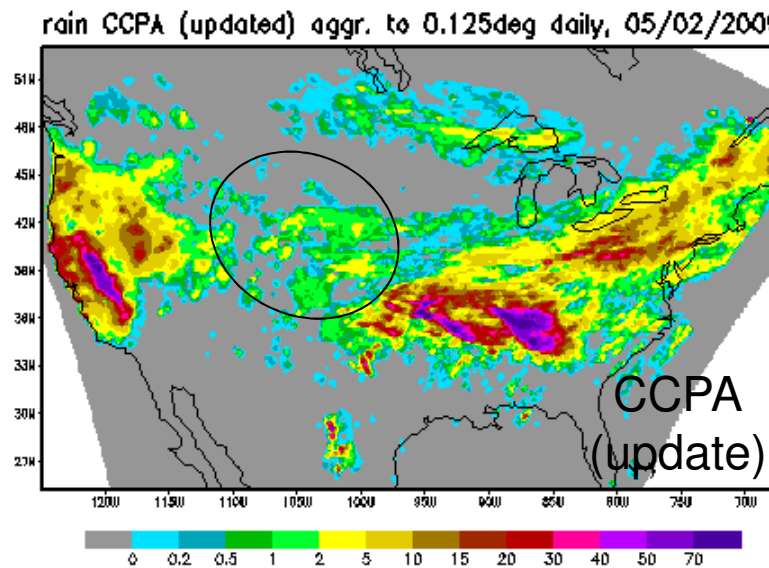 rain CCPA (updated) aggr. to 0.125deg daily, 05/02/2009
51N
48N
45N
42N
39N
36N
33N
30N
27N
CCPA
(update)
120W 115W 110W 105W 100W 95W 90W 85W 80W 75W 70W
0 0.2 0.5 1 2 5 10 15 20 30 40 50 70